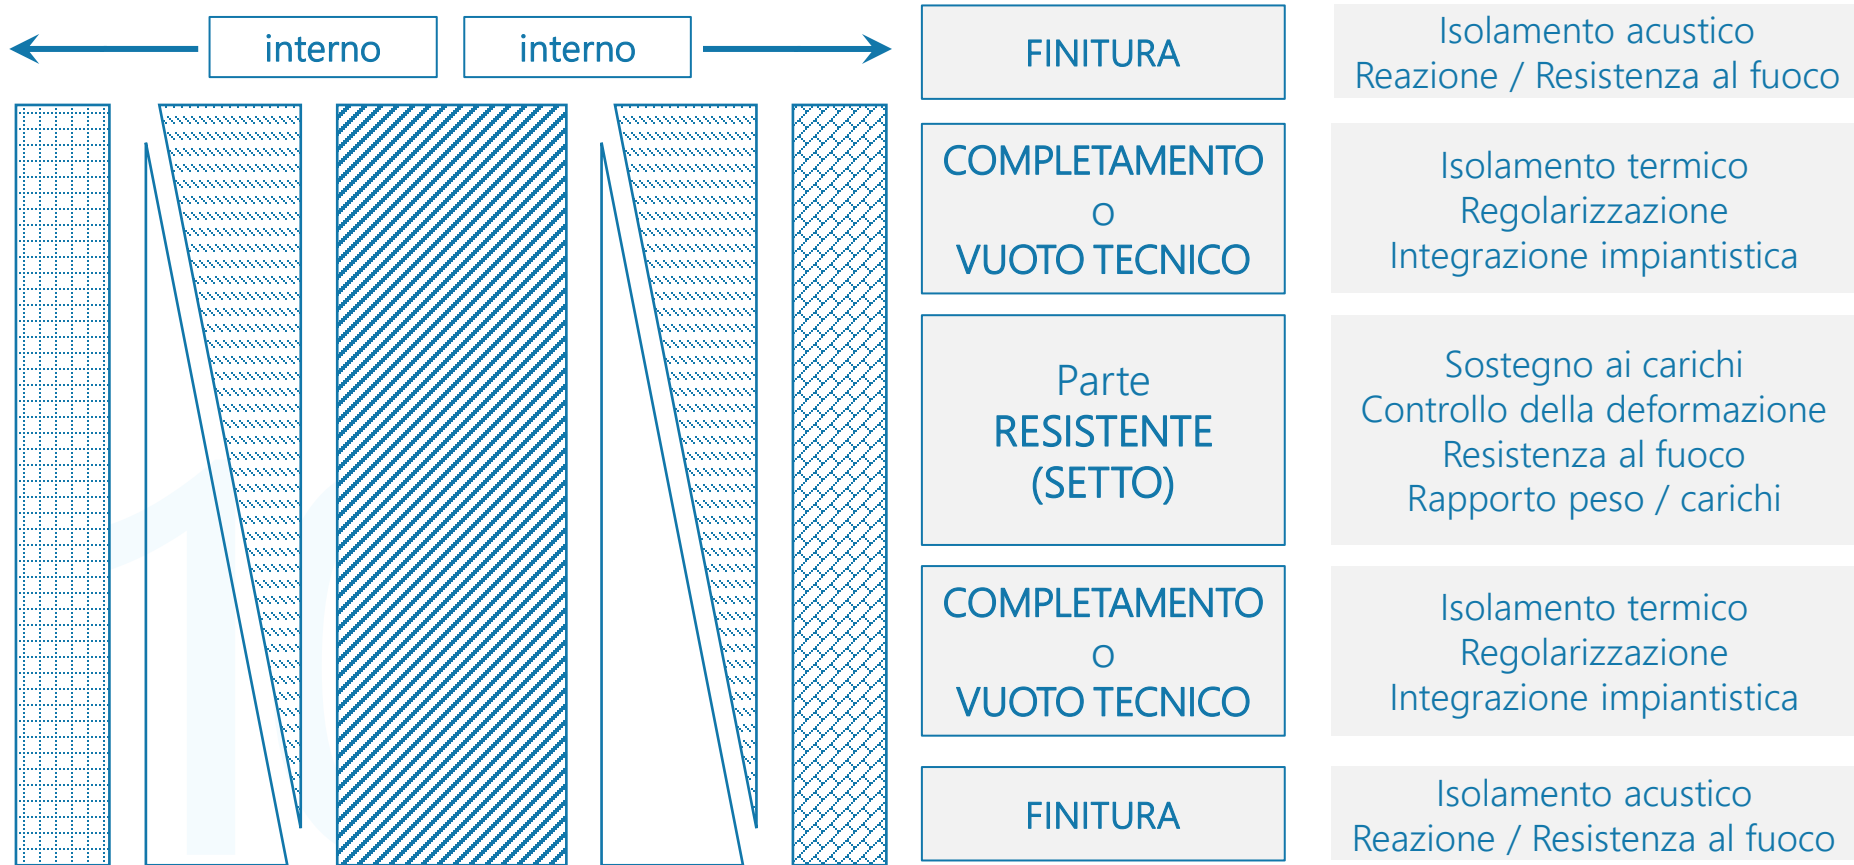 interno
interno
FINITURA
Isolamento acustico
Reazione / Resistenza al fuoco
COMPLETAMENTO
O
VUOTO TECNICO
Isolamento termico
Regolarizzazione
Integrazione impiantistica
Parte
RESISTENTE
(SETTO)
Sostegno ai carichi
Controllo della deformazione
Resistenza al fuoco
Rapporto peso / carichi
COMPLETAMENTO
O
VUOTO TECNICO
Isolamento termico
Regolarizzazione
Integrazione impiantistica
FINITURA
Isolamento acustico
Reazione / Resistenza al fuoco